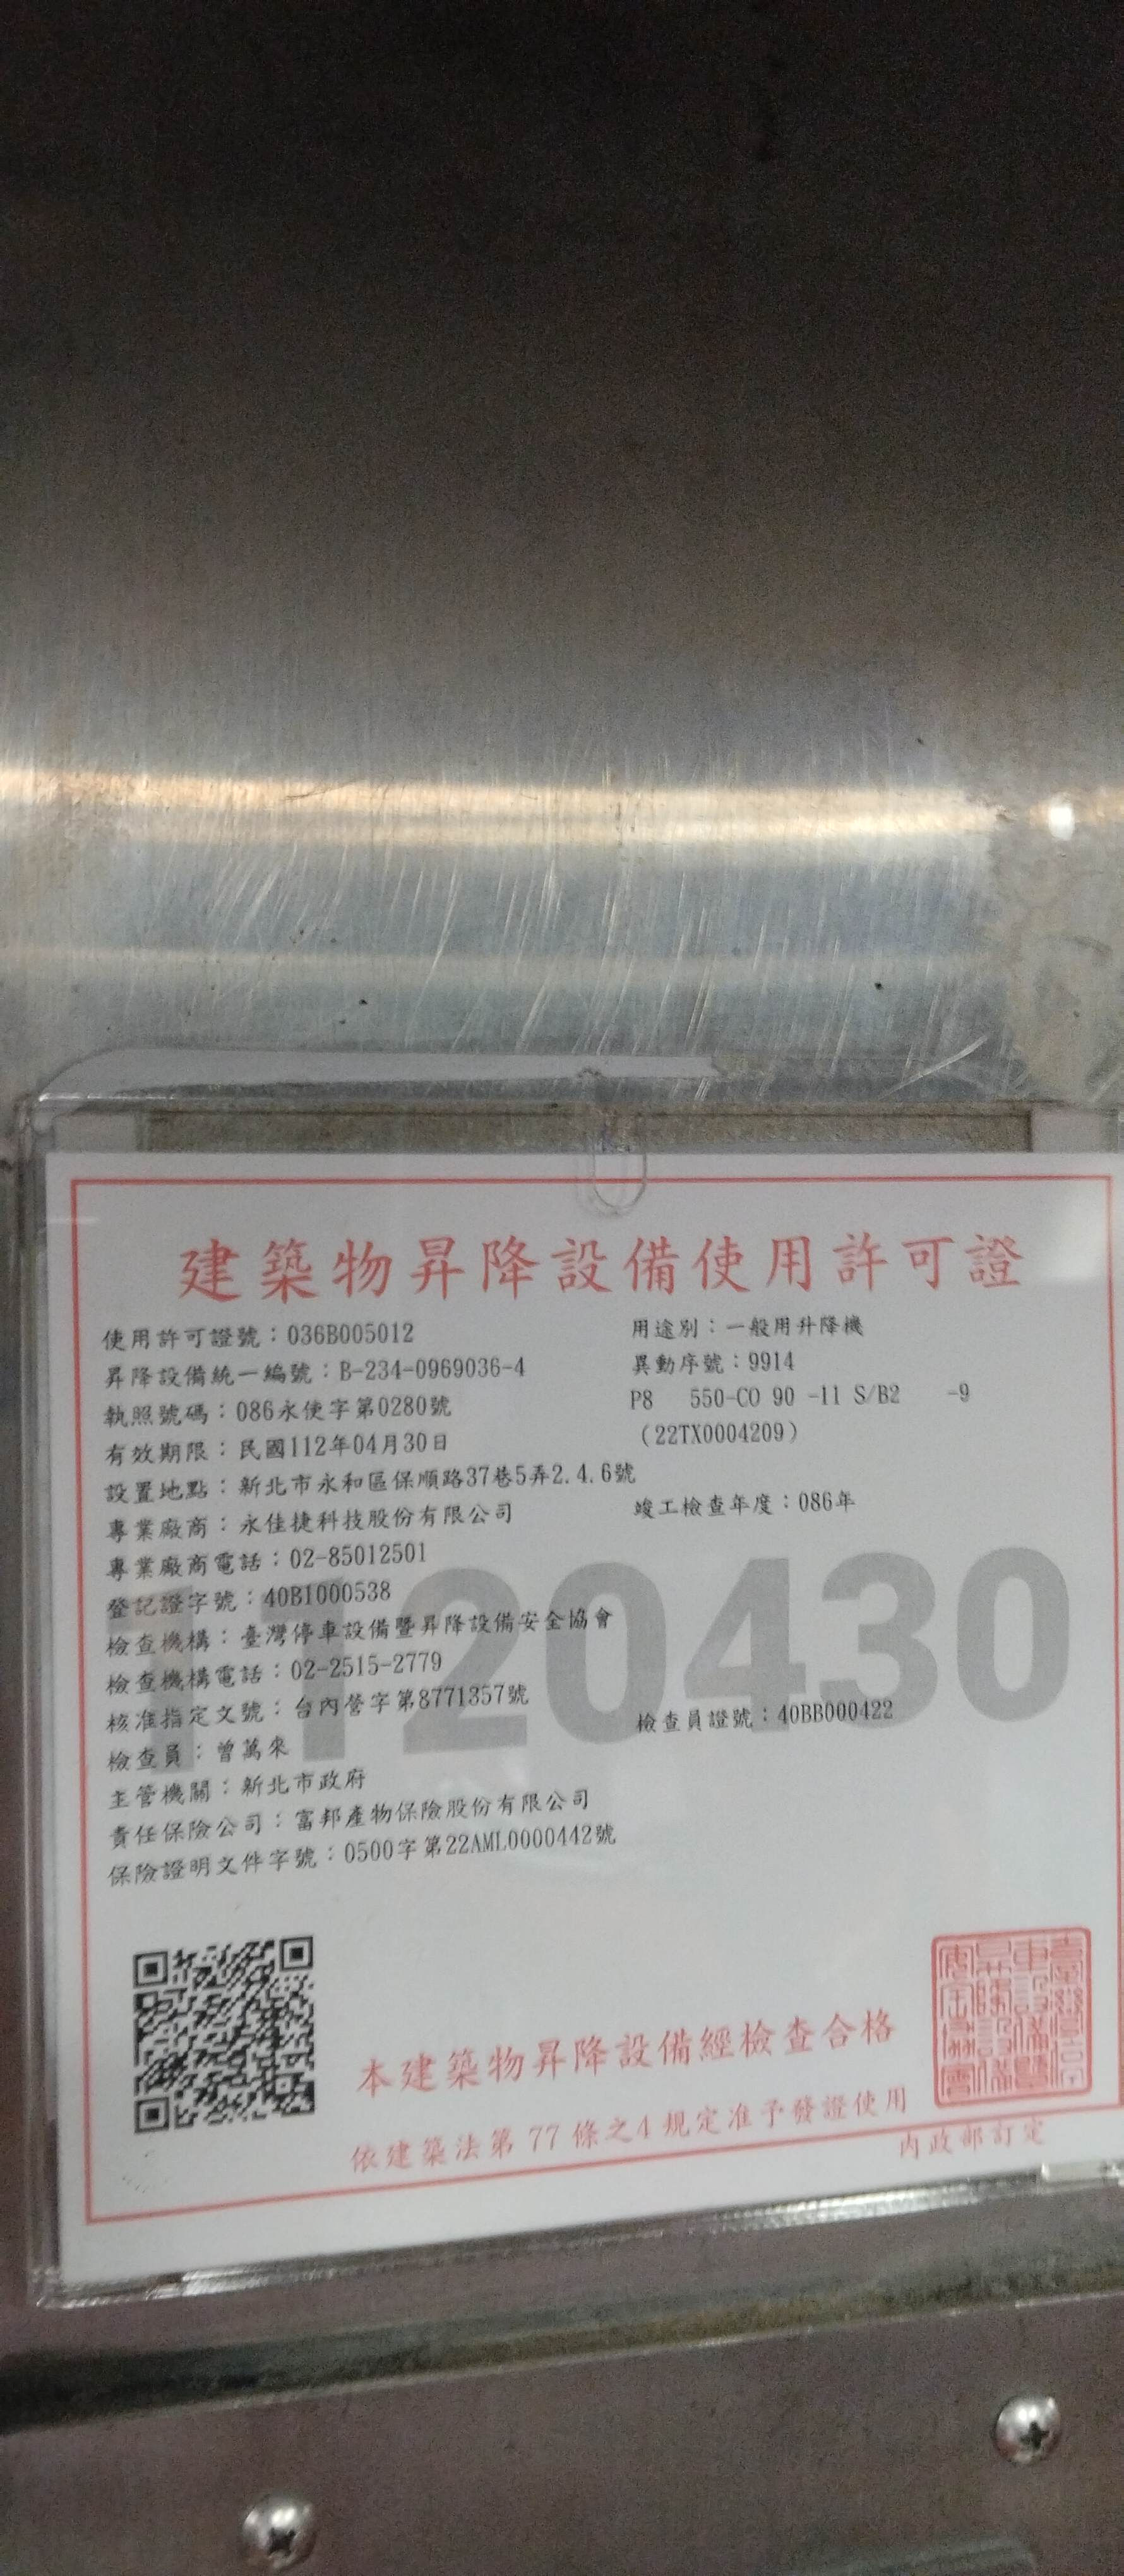 建築物昇降設備使用許可證
使用許可證號：036B005012
用途別：一般用升降機
昇降設備統一編號：B-234-0969036-4
異動序號：9914
執照號碼：086永使字第0280號
P8 550-CO 90 -11 S/B2 -9
有效期限：民國112年04月30日
（22TX0004209）
設置地點：新北市永和區保順路37巷5弄2.4.6號
專業廠商：永佳捷科技股份有限公司
竣工檢查年度：086年
專業廠商電話：02-85012501
登記證字號：40B1000538
1120430
檢查機構：臺灣停車設備暨昇降設備安全協會
檢查機構電話：02-2515-2779
核准指定文號：台內營字第8771357號
檢查員：曾萬來
檢查員證號：40BB000422
主管機關：新北市政府
責任保險公司：富邦產物保險股份有限公司
保險證明文件字號：0500字第22AML0000442號
本建築物昇降設備經檢查合格
依建築法第77條之4規定准予發證使用
內政部訂定